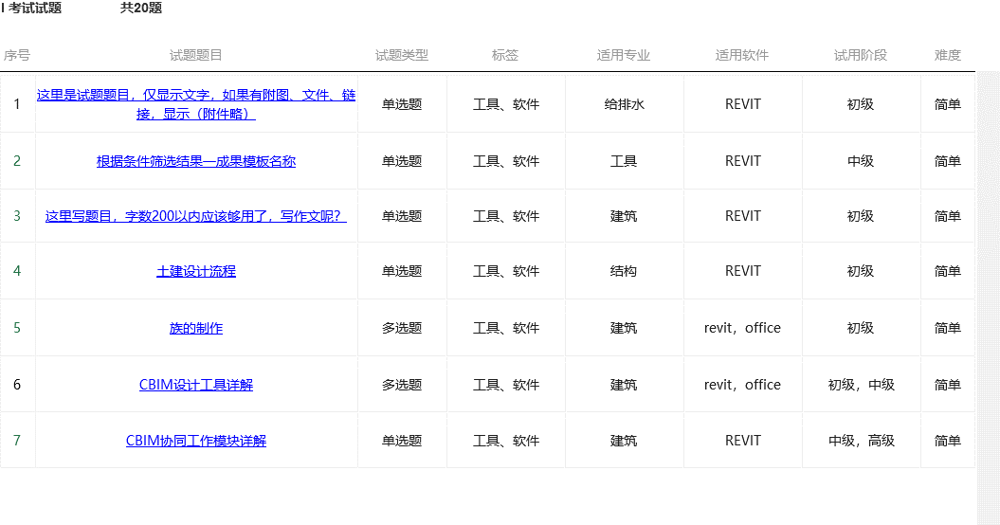 I 考试试题 共20题
序号 试题题目 试题类型 标签 适用专业 适用软件 试用阶段 难度
1 这里是试题题目，仅显示文字，如果有附图、文件、链 单选题 工具、软件 给排水 REVIT 初级 简单
接，显示（附件略）
2 根据条件筛选结果—成果模板名称 单选题 工具、软件 工具 REVIT 中级 简单
3 这里写题目，字数200以内应该够用了，写作文呢？ 单选题 工具、软件 建筑 REVIT 初级 简单
4 土建设计流程 单选题 工具、软件 结构 REVIT 初级 简单
5 族的制作 多选题 工具、软件 建筑 revit，office 初级 简单
6 CBIM设计工具详解 多选题 工具、软件 建筑 revit，office 初级，中级 简单
7 CBIM协同工作模块详解 单选题 工具、软件 建筑 REVIT 中级，高级 简单